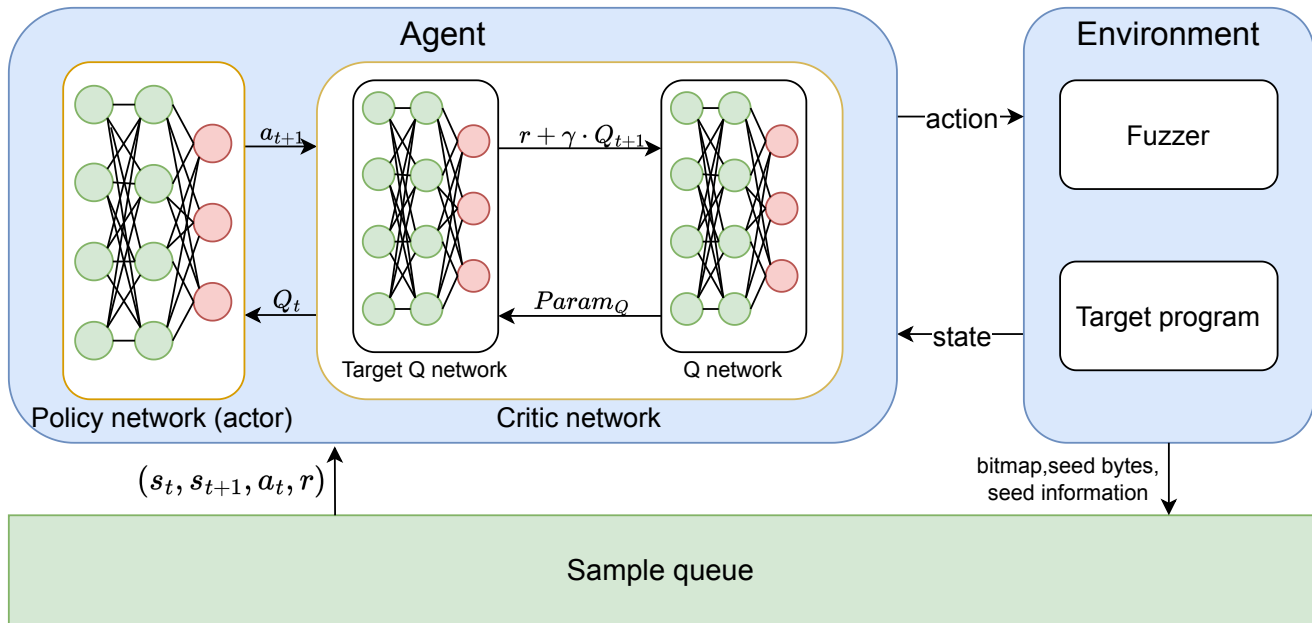 Agent
Environment
a_{t+1}
r + γ · Q_{t+1}
action
Fuzzer
Q_t
Param_Q
state
Target program
Target Q network
Q network
Policy network (actor)
Critic network
(s_t, s_{t+1}, a_t, r)
bitmap,seed bytes,
seed information
Sample queue